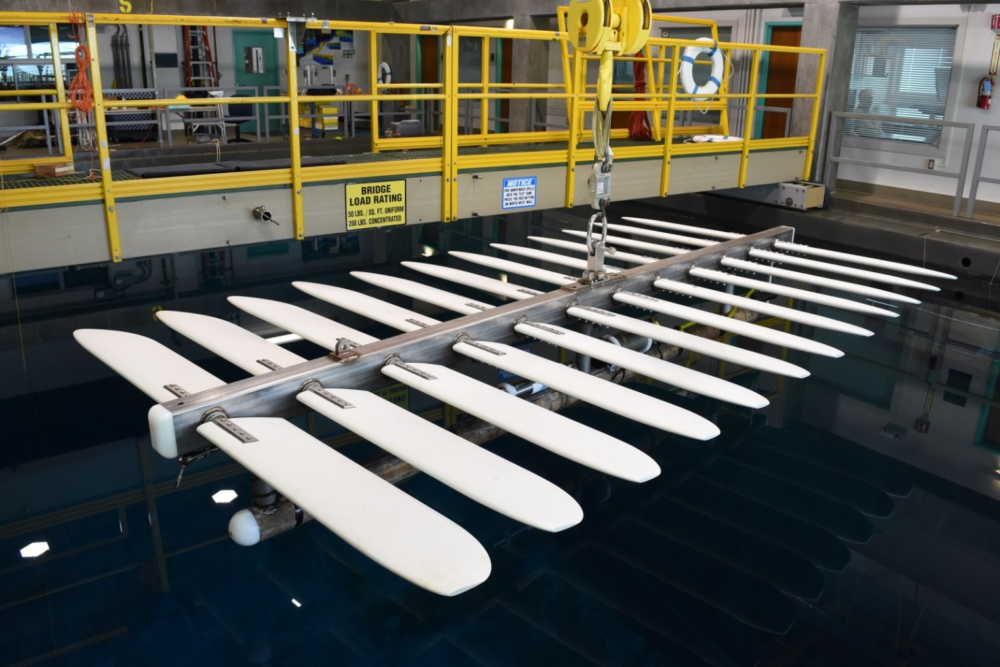 S
BRIDGE
LOAD RATING
50 LBS. / SQ. FT. UNIFORM
200 LBS. CONCENTRATED
NOTICE
FOR UNINTENDED SPILLS
INTO THE TEST TANK
PRESS THE RED BUTTON
ON NORTH WEST WALL